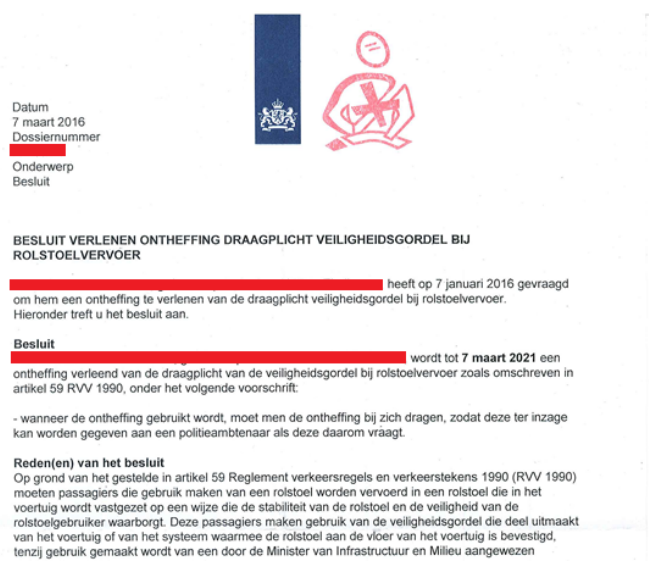 Datum
7 maart 2016
Dossiernummer
Onderwerp
Besluit
BESLUIT VERLENEN ONTHEFFING DRAAGPLICHT VEILIGHEIDSGORDEL BIJ
ROLSTOELVERVOER
heeft op 7 januari 2016 gevraagd
om hem een ontheffing te verlenen van de draagplicht veiligheidsgordel bij rolstoelvervoer.
Hieronder treft u het besluit aan.
Besluit
wordt tot 7 maart 2021 een
ontheffing verleend van de draagplicht van de veiligheidsgordel bij rolstoelvervoer zoals omschreven in
artikel 59 RVV 1990, onder het volgende voorschrift:
- wanneer de ontheffing gebruikt wordt, moet men de ontheffing bij zich dragen, zodat deze ter inzage
kan worden gegeven aan een politieambtenaar als deze daarom vraagt.
Reden(en) van het besluit
Op grond van het gestelde in artikel 59 Reglement verkeersregels en verkeerstekens 1990 (RVV 1990)
moeten passagiers die gebruik maken van een rolstoel worden vervoerd in een rolstoel die in het
voertuig wordt vastgezet op een wijze die de stabiliteit van de rolstoel en de veiligheid van de
rolstoelgebruiker waarborgt. Deze passagiers maken gebruik van de veiligheidsgordel die deel uitmaakt
van het voertuig of van het systeem waarmee de rolstoel aan de vloer van het voertuig is bevestigd,
tenzij gebruik gemaakt wordt van een door de Minister van Infrastructuur en Milieu aangewezen